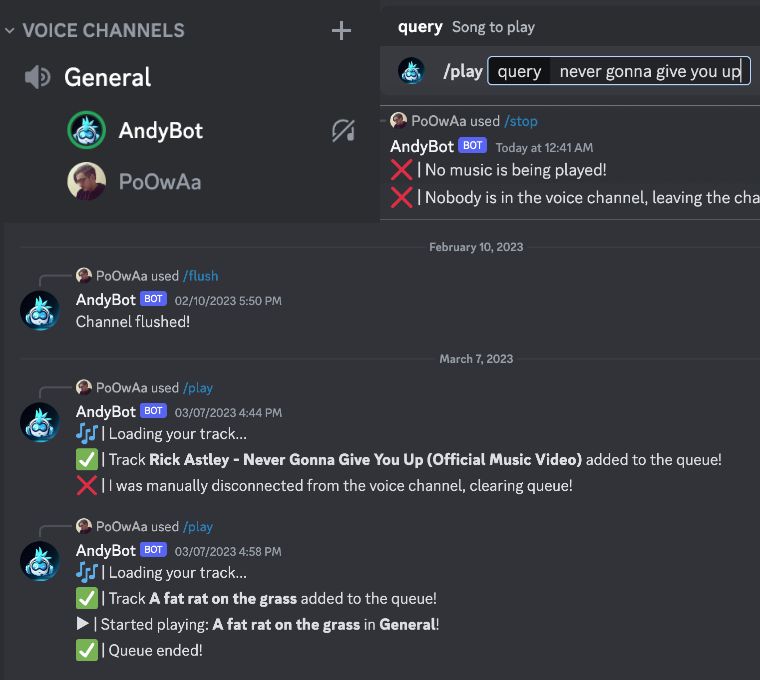 VOICE CHANNELS
General
AndyBot
PoOwAa
query Song to play
/play query never gonna give you up
PoOwAa used /stop
AndyBot BOT Today at 12:41 AM
❌ | No music is being played!
❌ | Nobody is in the voice channel, leaving the cha
February 10, 2023
PoOwAa used /flush
AndyBot BOT 02/10/2023 5:50 PM
Channel flushed!
March 7, 2023
PoOwAa used /play
AndyBot BOT 03/07/2023 4:44 PM
🎶 | Loading your track...
✅ | Track Rick Astley - Never Gonna Give You Up (Official Music Video) added to the queue!
❌ | I was manually disconnected from the voice channel, clearing queue!
PoOwAa used /play
AndyBot BOT 03/07/2023 4:58 PM
🎶 | Loading your track...
✅ | Track A fat rat on the grass added to the queue!
▶ | Started playing: A fat rat on the grass in General!
✅ | Queue ended!